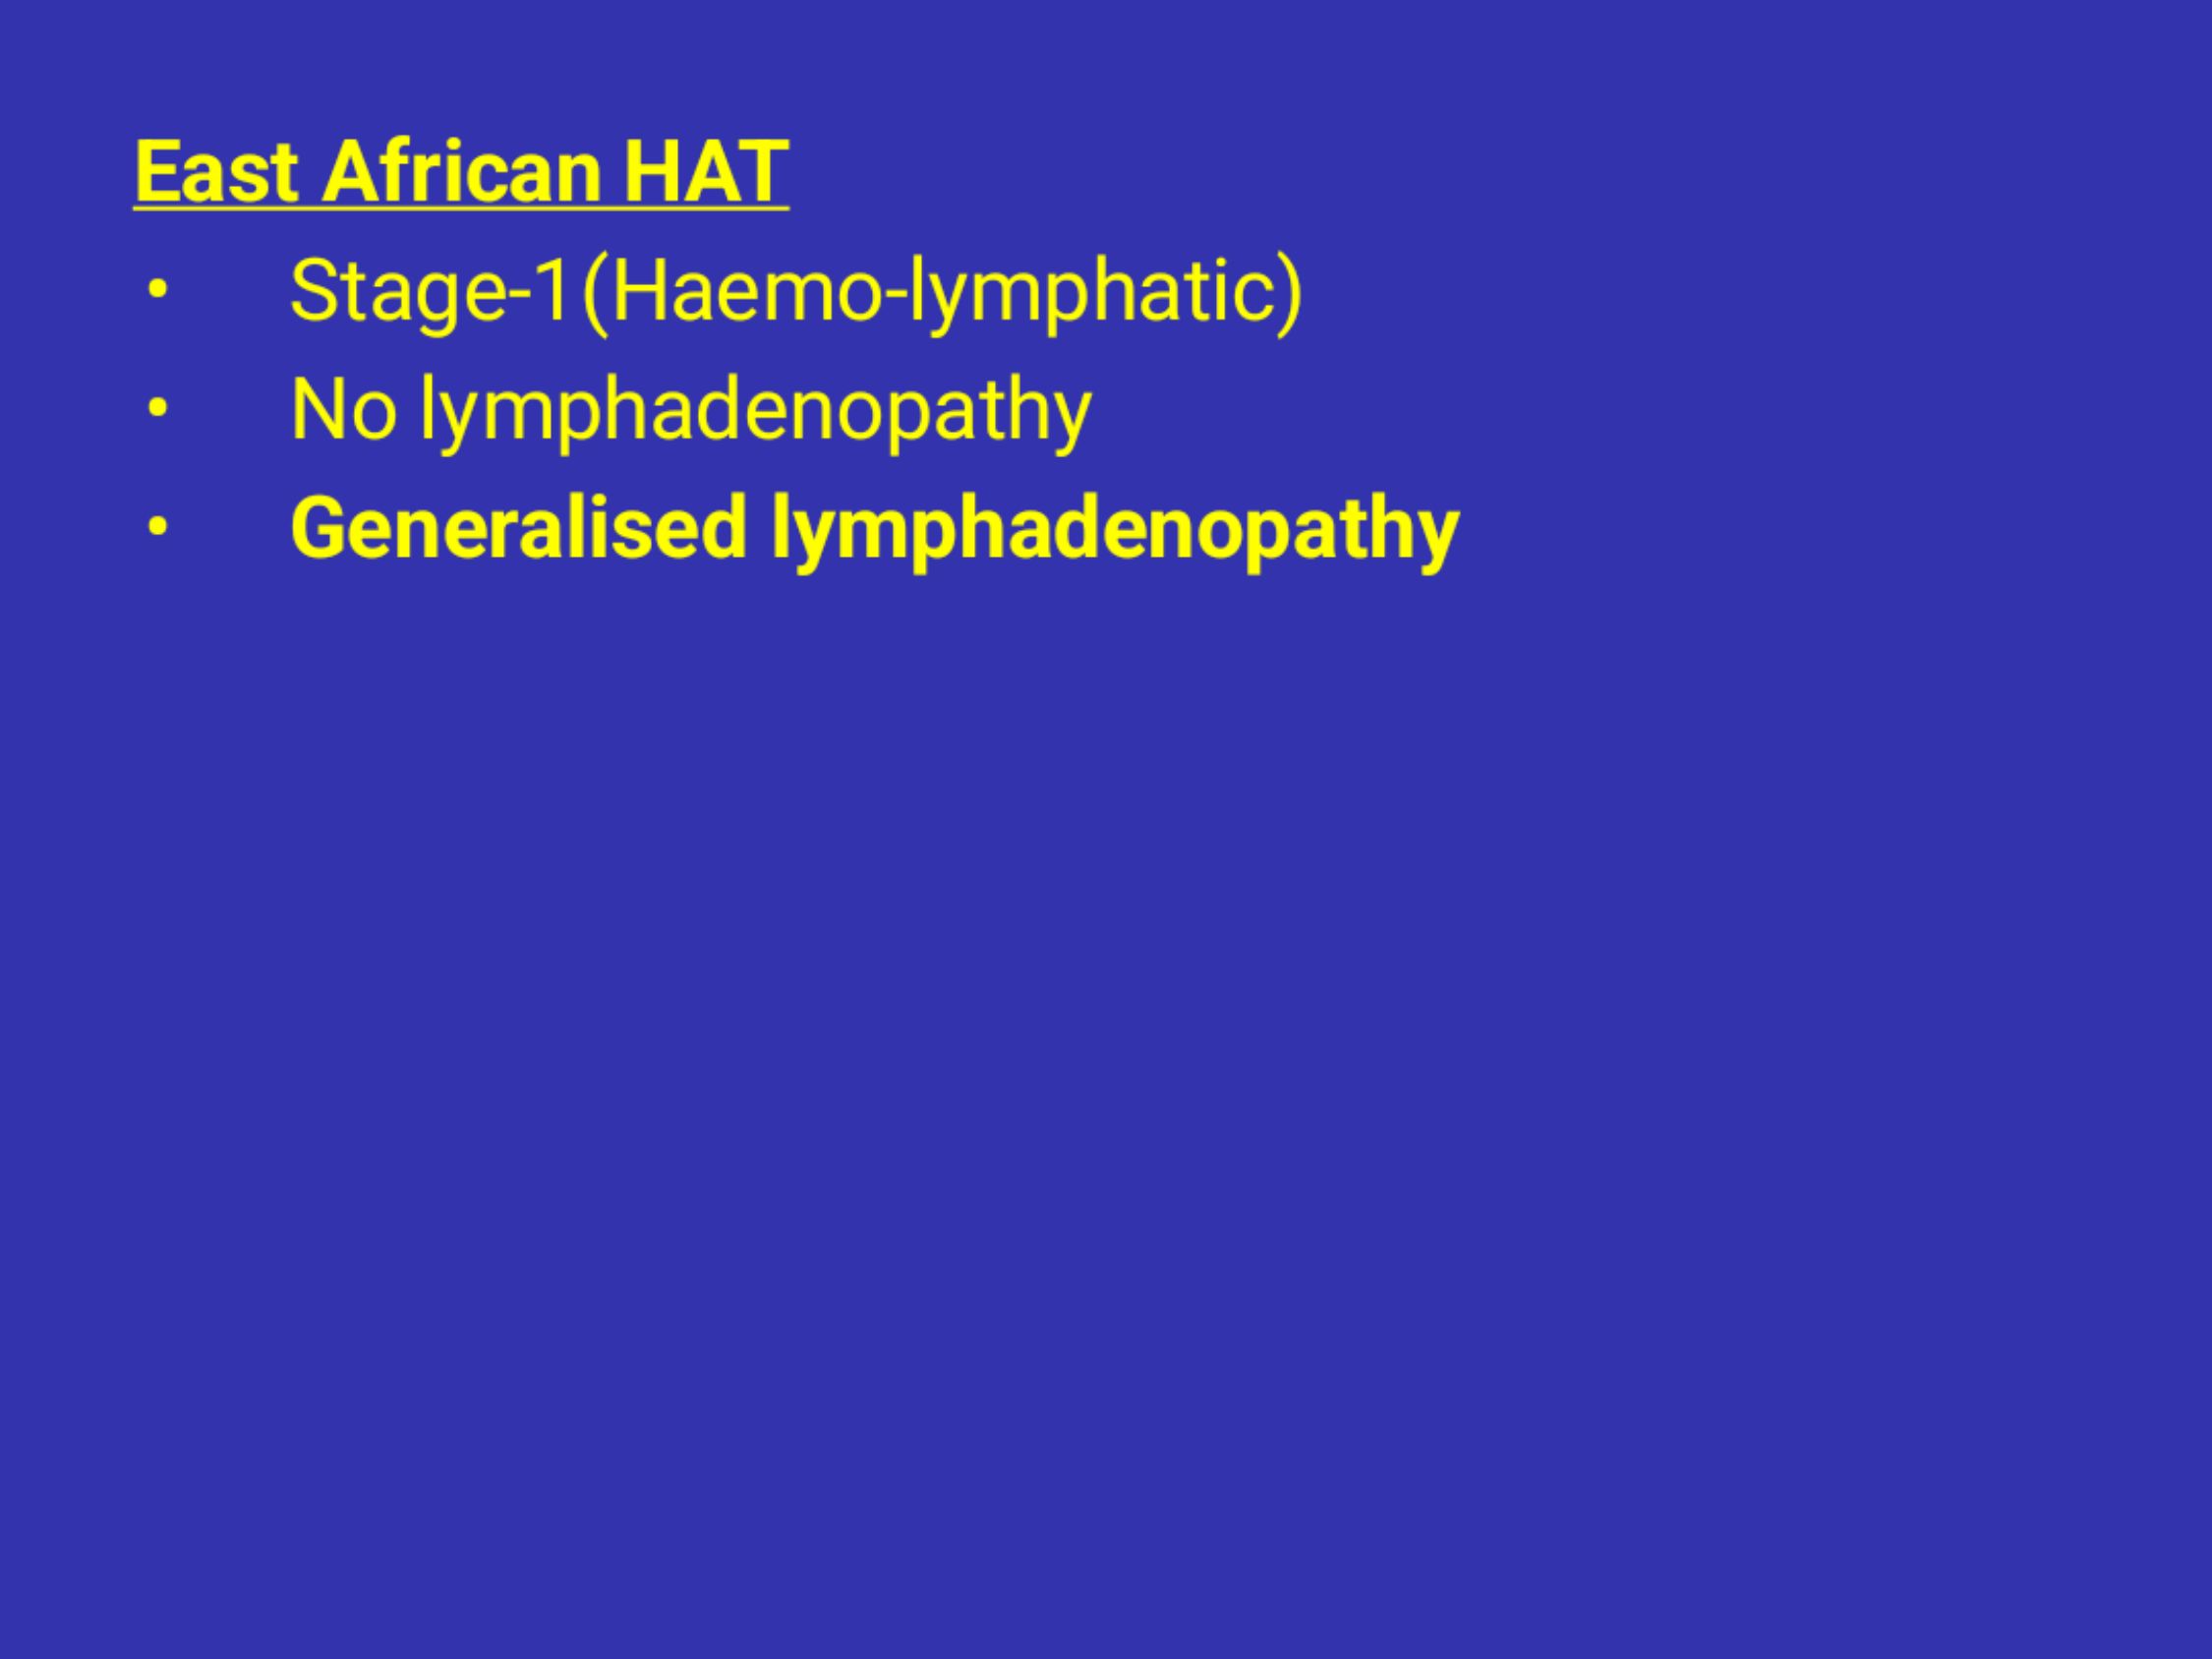 East African HAT
• Stage-1(Haemo-lymphatic)
• No lymphadenopathy
• Generalised lymphadenopathy